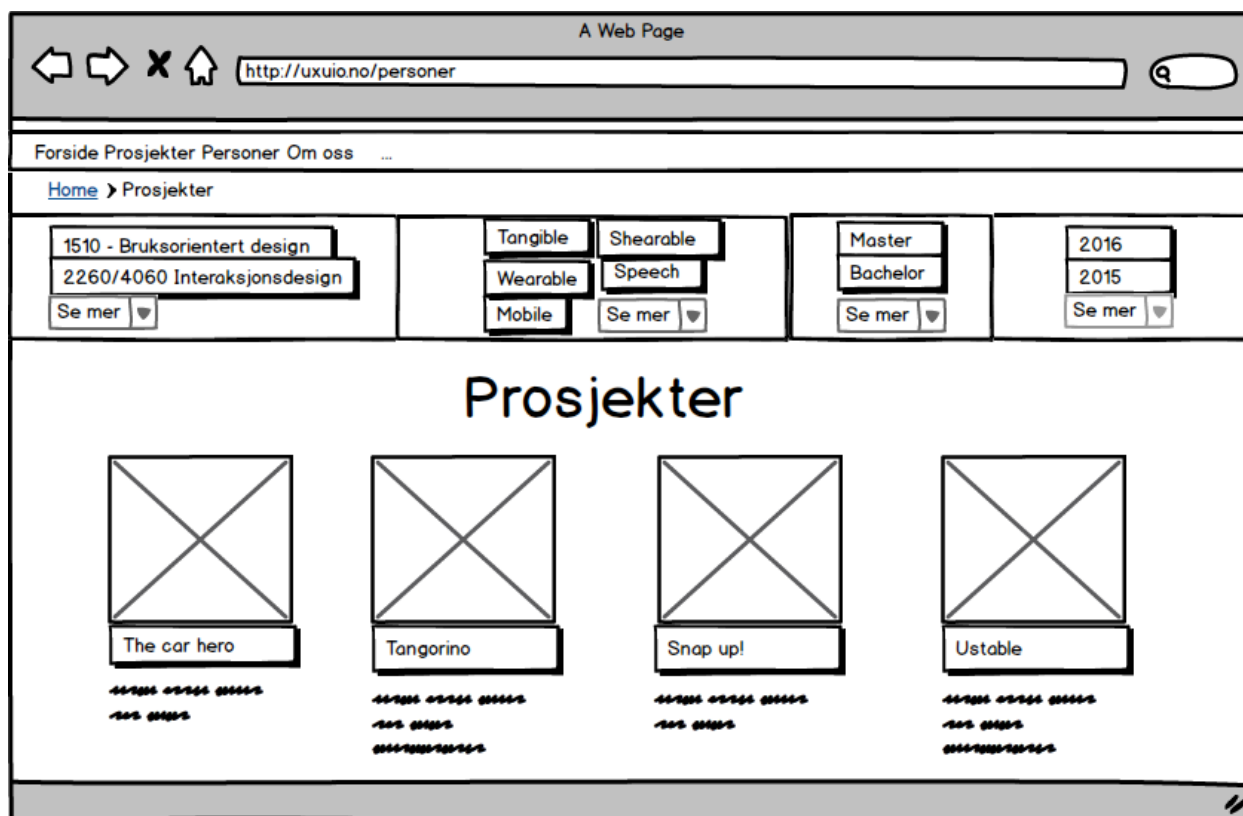 A Web Page
http://uxuio.no/personer
Forside Prosjekter Personer Om oss ...
Home > Prosjekter
1510 - Bruksorientert design
2260/4060 Interaksjonsdesign
Se mer
Tangible Shearable
Wearable Speech
Mobile Se mer
Master
Bachelor
Se mer
2016
2015
Se mer
Prosjekter
The car hero
Tangorino
Snap up!
Ustable